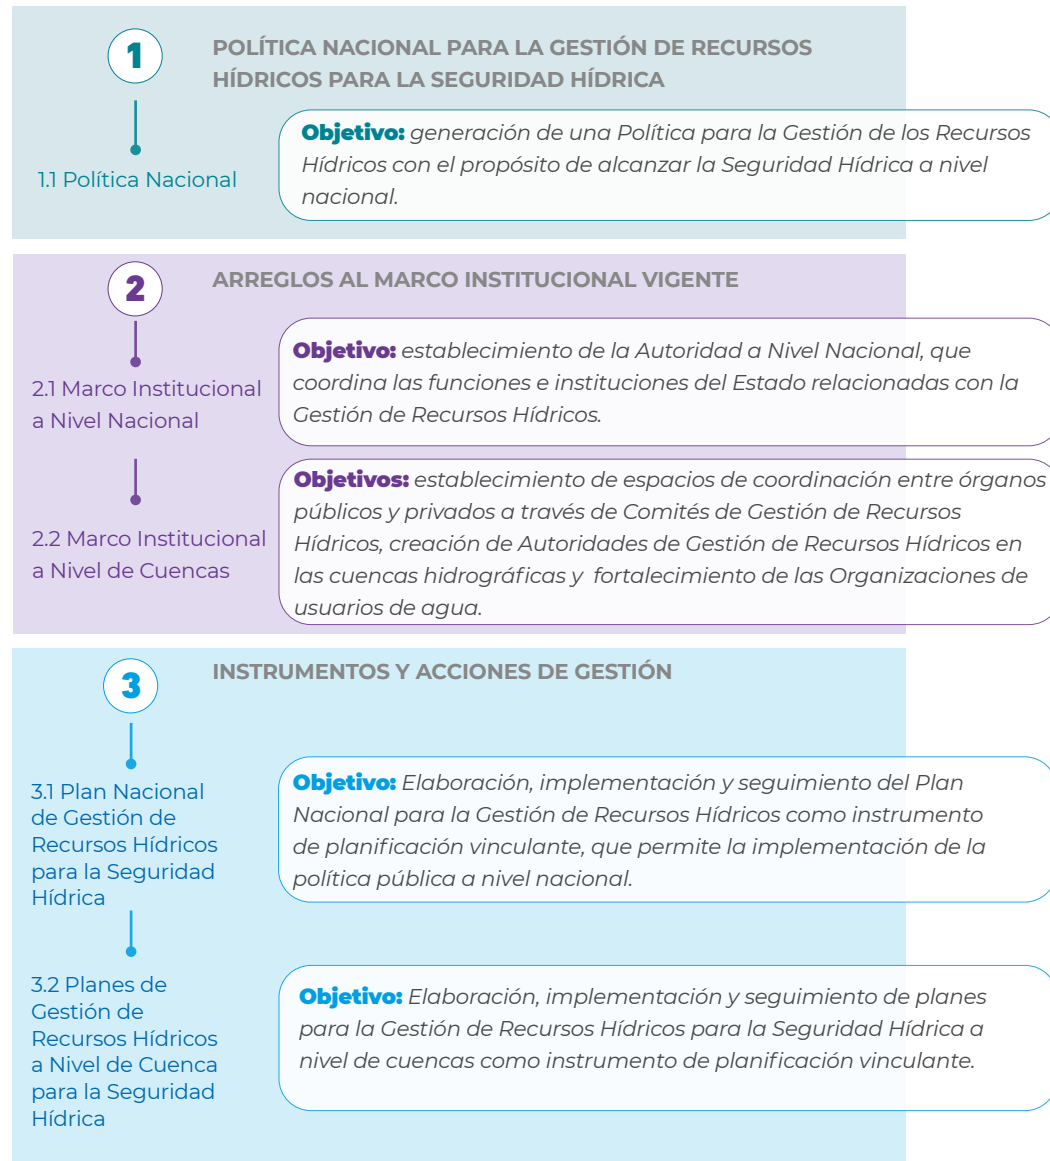 1
POLÍTICA NACIONAL PARA LA GESTIÓN DE RECURSOS
HÍDRICOS PARA LA SEGURIDAD HÍDRICA
1.1 Política Nacional
Objetivo: generación de una Política para la Gestión de los Recursos
Hídricos con el propósito de alcanzar la Seguridad Hídrica a nivel
nacional.
2
ARREGLOS AL MARCO INSTITUCIONAL VIGENTE
2.1 Marco Institucional
a Nivel Nacional
Objetivo: establecimiento de la Autoridad a Nivel Nacional, que
coordina las funciones e instituciones del Estado relacionadas con la
Gestión de Recursos Hídricos.
2.2 Marco Institucional
a Nivel de Cuencas
Objetivos: establecimiento de espacios de coordinación entre órganos
públicos y privados a través de Comités de Gestión de Recursos
Hídricos, creación de Autoridades de Gestión de Recursos Hídricos en
las cuencas hidrográficas y fortalecimiento de las Organizaciones de
usuarios de agua.
3
INSTRUMENTOS Y ACCIONES DE GESTIÓN
3.1 Plan Nacional
de Gestión de
Recursos Hídricos
para la Seguridad
Hídrica
Objetivo: Elaboración, implementación y seguimiento del Plan
Nacional para la Gestión de Recursos Hídricos como instrumento
de planificación vinculante, que permite la implementación de la
política pública a nivel nacional.
3.2 Planes de
Gestión de
Recursos Hídricos
a Nivel de Cuenca
para la Seguridad
Hídrica
Objetivo: Elaboración, implementación y seguimiento de planes
para la Gestión de Recursos Hídricos para la Seguridad Hídrica a
nivel de cuencas como instrumento de planificación vinculante.